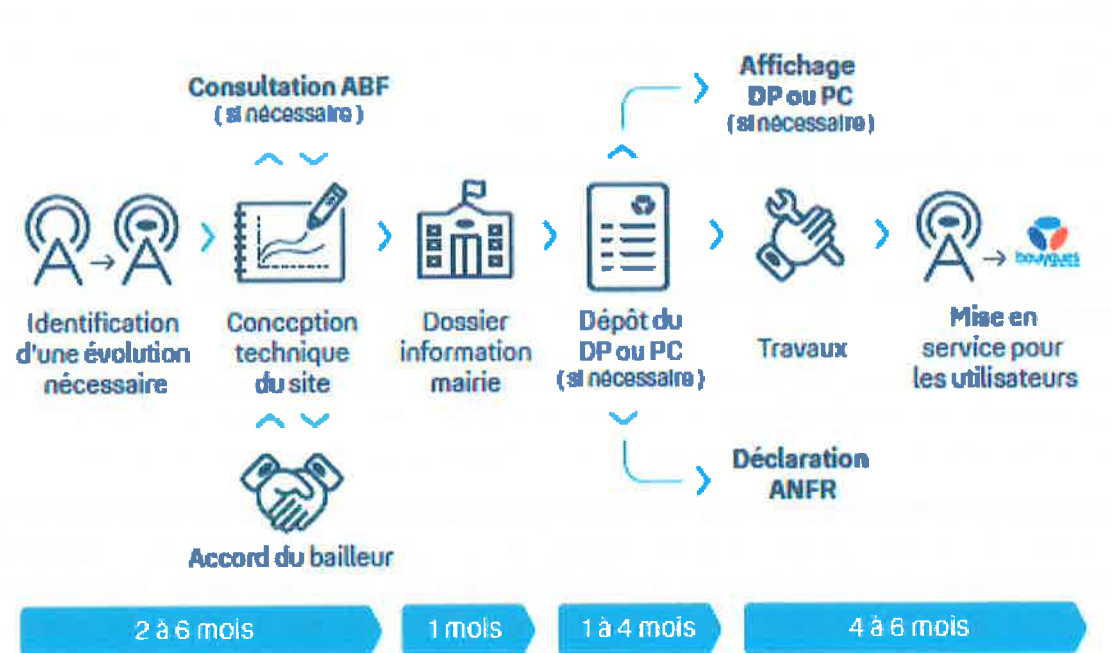 Consultation ABF
(si nécessaire)
Affichage
DP ou PC
(si nécessaire)
bouygues
Identification
d'une évolution
nécessaire
Conception
technique
du site
Dossier
information
mairie
Dépôt du
DP ou PC
(si nécessaire)
Travaux
Mise en
service pour
les utilisateurs
Accord du bailleur
Déclaration
ANFR
2 à 6 mois
1 mois
1 à 4 mois
4 à 6 mois